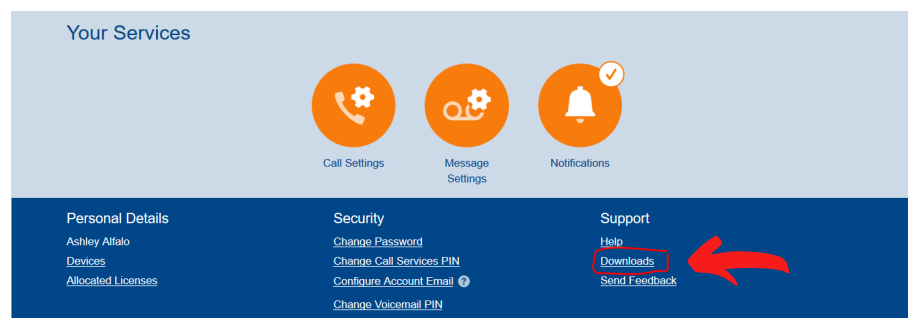 Your Services
Call Settings
Message
Settings
Notifications
Personal Details
Ashley Alfalo
Devices
Allocated Licenses
Security
Change Password
Change Call Services PIN
Configure Account Email ?
Change Voicemail PIN
Support
Help
Downloads
Send Feedback